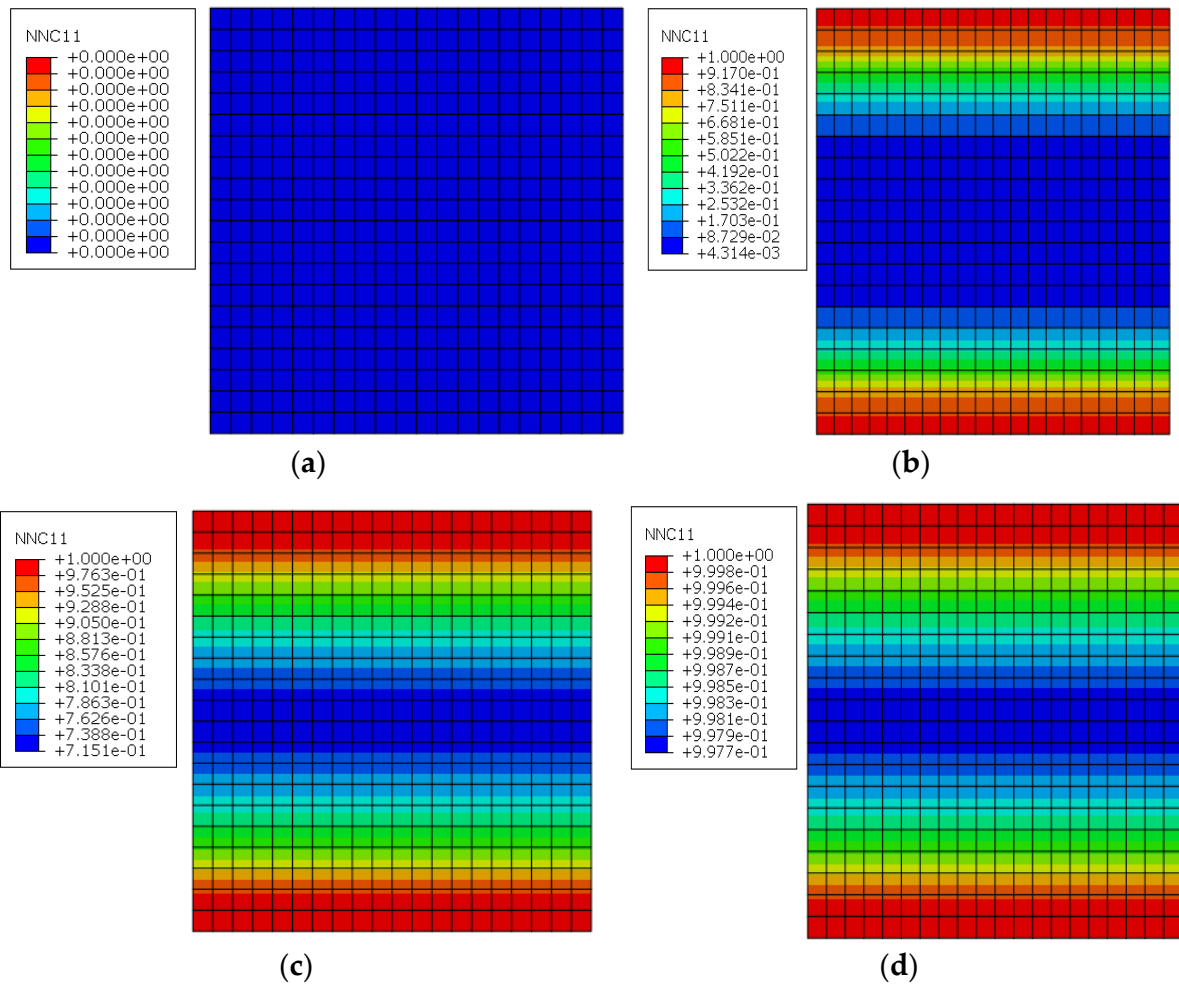 NNC11
+0.000e+00
+0.000e+00
+0.000e+00
+0.000e+00
+0.000e+00
+0.000e+00
+0.000e+00
+0.000e+00
+0.000e+00
+0.000e+00
+0.000e+00
+0.000e+00
+0.000e+00
(a)
NNC11
+1.000e+00
+9.170e-01
+8.341e-01
+7.511e-01
+6.681e-01
+5.851e-01
+5.022e-01
+4.192e-01
+3.362e-01
+2.532e-01
+1.703e-01
+8.729e-02
+4.314e-03
(b)
NNC11
+1.000e+00
+9.763e-01
+9.525e-01
+9.288e-01
+9.050e-01
+8.813e-01
+8.576e-01
+8.338e-01
+8.101e-01
+7.863e-01
+7.626e-01
+7.388e-01
+7.151e-01
(c)
NNC11
+1.000e+00
+9.998e-01
+9.996e-01
+9.994e-01
+9.992e-01
+9.991e-01
+9.989e-01
+9.987e-01
+9.985e-01
+9.983e-01
+9.981e-01
+9.979e-01
+9.977e-01
(d)